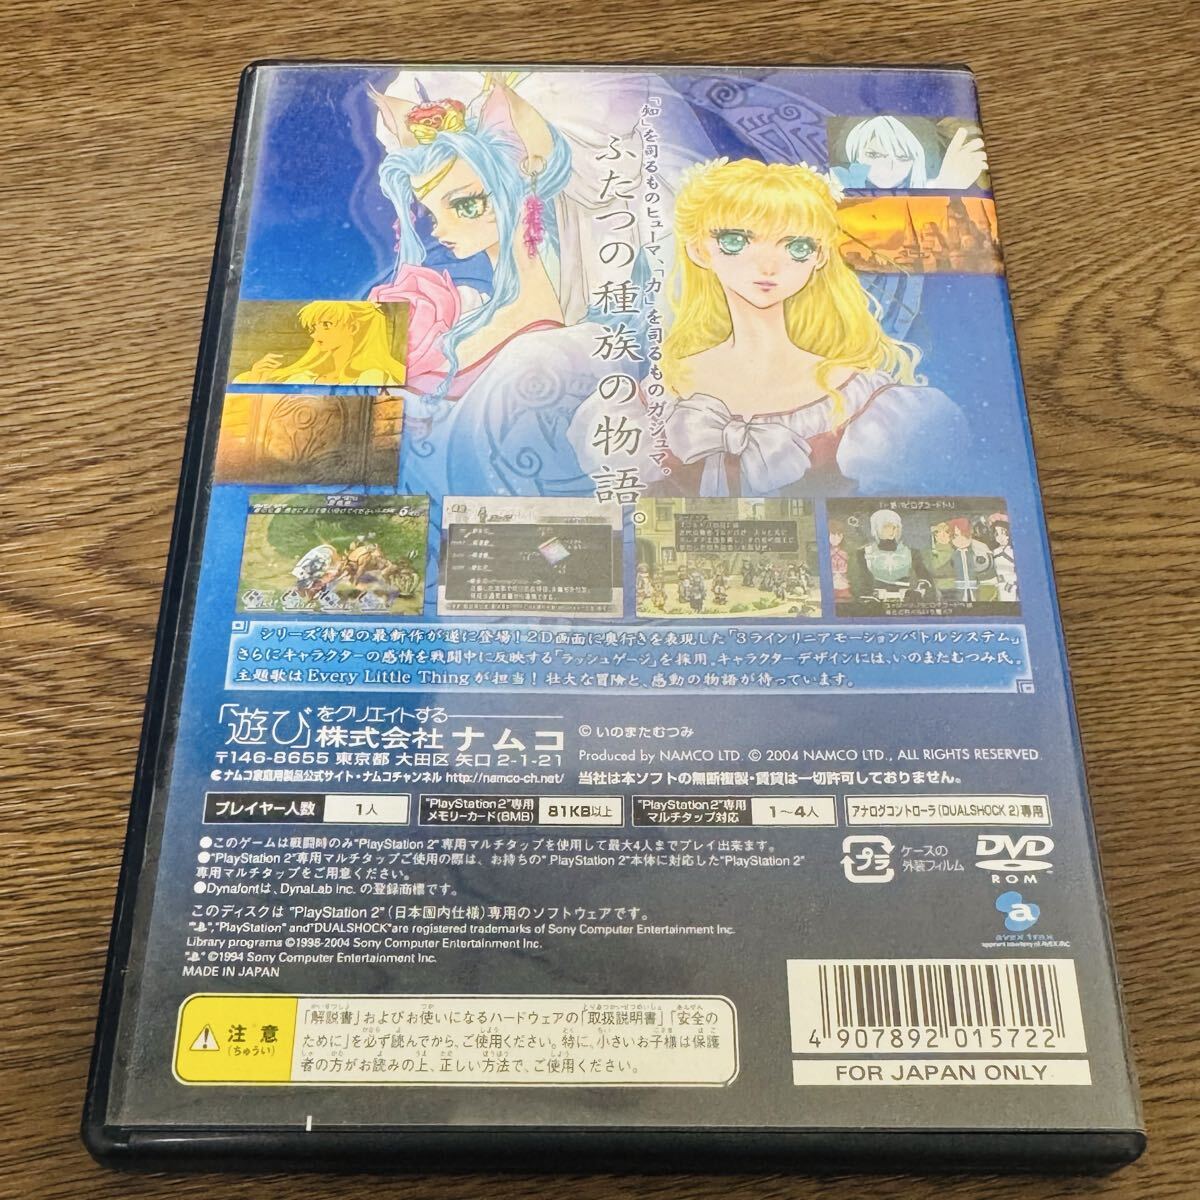 「知」を司るものヒューマ、「力」を司るものガジュマ。
ふたつの種族の物語。
シリーズ待望の最新作が遂に登場！2D画面に奥行きを表現した「3ラインリニアモーションバトルシステム」
さらにキャラクターの感情を戦闘中に反映する「ラッシュゲージ」を採用。キャラクターデザインには、いのまたむつみ氏。
主題歌はEvery Little Thingが担当！壮大な冒険と、感動の物語が待っています。
「遊び」をクリエイトする
株式会社 ナムコ
〒146-8655 東京都 大田区 矢口 2-1-21
ナムコ家庭用製品公式サイト・ナムコチャンネル http://namco-ch.net/
© いのまたむつみ
Produced by NAMCO LTD. © 2004 NAMCO LTD., ALL RIGHTS RESERVED.
当社は本ソフトの無断複製・賃貸は一切許可しておりません。
プレイヤー人数 1人
"PlayStation 2"専用
メモリーカード(8MB) 81KB以上
"PlayStation 2"専用
マルチタップ対応 1〜4人
アナログコントローラ(DUALSHOCK 2)専用
●このゲームは戦闘時のみ"PlayStation 2"専用マルチタップを使用して最大4人までプレイ出来ます。
●"PlayStation 2"専用マルチタップご使用の際は、お持ちの" PlayStation 2"本体に対応した"PlayStation 2"
専用マルチタップをご用意ください。
●Dynafontは、DynaLab Inc. の登録商標です。
プラ
ケースの
外装フィルム
DVD
ROM
このディスクは "PlayStation 2"(日本国内仕様)専用のソフトウェアです。
"PlayStation" and "DUALSHOCK" are registered trademarks of Sony Computer Entertainment Inc.
Library programs ©1998-2004 Sony Computer Entertainment Inc.
©1994 Sony Computer Entertainment Inc.
MADE IN JAPAN
a
avex trax
注意
(ちゅうい)
「解説書」およびお使いになるハードウェアの「取扱説明書」「安全の
ために」を必ず読んでから、ご使用ください。特に、小さいお子様は保護
者の方がお読みの上、正しい方法で、ご使用ください。
4 907892 015722
FOR JAPAN ONLY